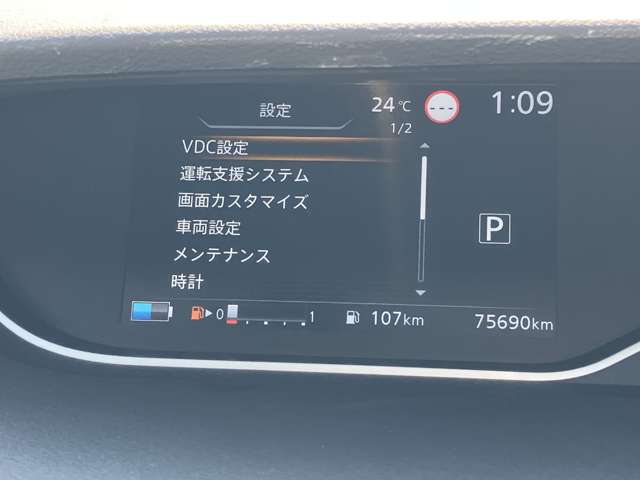 設定 24℃ --- 1:09
1/2
VDC設定
運転支援システム
画面カスタマイズ
車両設定
P
メンテナンス
時計
0 1 107km 75690km